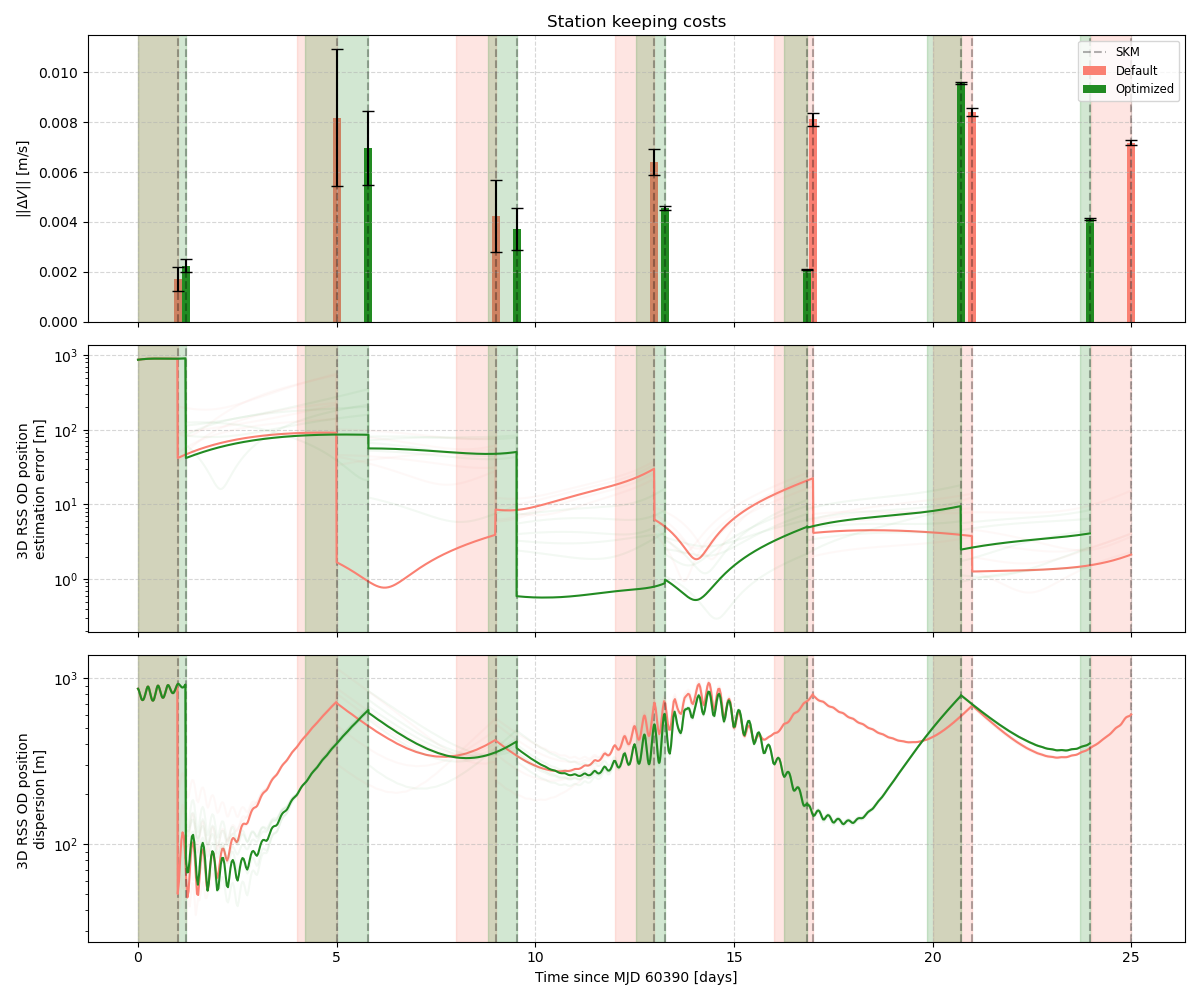 Station keeping costs
||ΔV|| [m/s]
0.010
0.008
0.006
0.004
0.002
0.000
SKM
Default
Optimized
3D RSS OD position
estimation error [m]
10³
10²
10¹
10⁰
3D RSS OD position
dispersion [m]
10³
10²
0
5
10
15
20
25
Time since MJD 60390 [days]